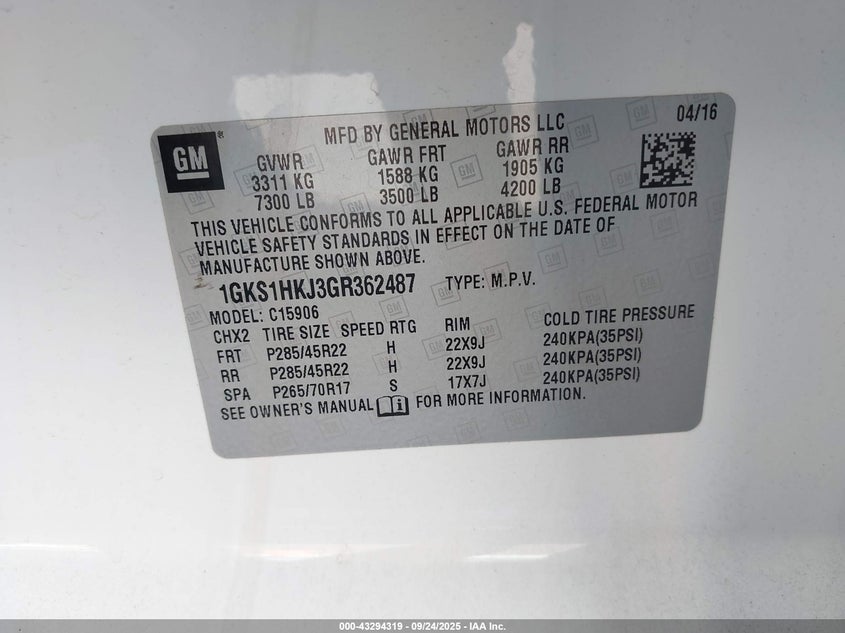 GM
MFD BY GENERAL MOTORS LLC 04/16
GVWR GAWR FRT GAWR RR
3311 KG 1588 KG 1905 KG
7300 LB 3500 LB 4200 LB
THIS VEHICLE CONFORMS TO ALL APPLICABLE U.S. FEDERAL MOTOR
VEHICLE SAFETY STANDARDS IN EFFECT ON THE DATE OF
MANUFACTURE SHOWN ABOVE.
1GKS1HKJ3GR362487 TYPE: M.P.V.
MODEL: C15906
CHX2 TIRE SIZE SPEED RTG RIM COLD TIRE PRESSURE
FRT P285/45R22 H 22X9J 240KPA(35PSI)
RR P285/45R22 H 22X9J 240KPA(35PSI)
SPA P265/70R17 S 17X7J 240KPA(35PSI)
SEE OWNER'S MANUAL FOR MORE INFORMATION.
000-43294319 - 09/24/2025 - IAA Inc.